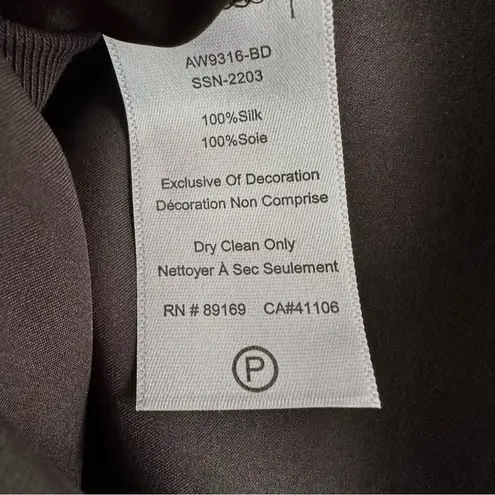 AW9316-BD
SSN-2203
100%Silk
100%Soie
Exclusive Of Decoration
Décoration Non Comprise
Dry Clean Only
Nettoyer À Sec Seulement
RN # 89169 CA#41106
P